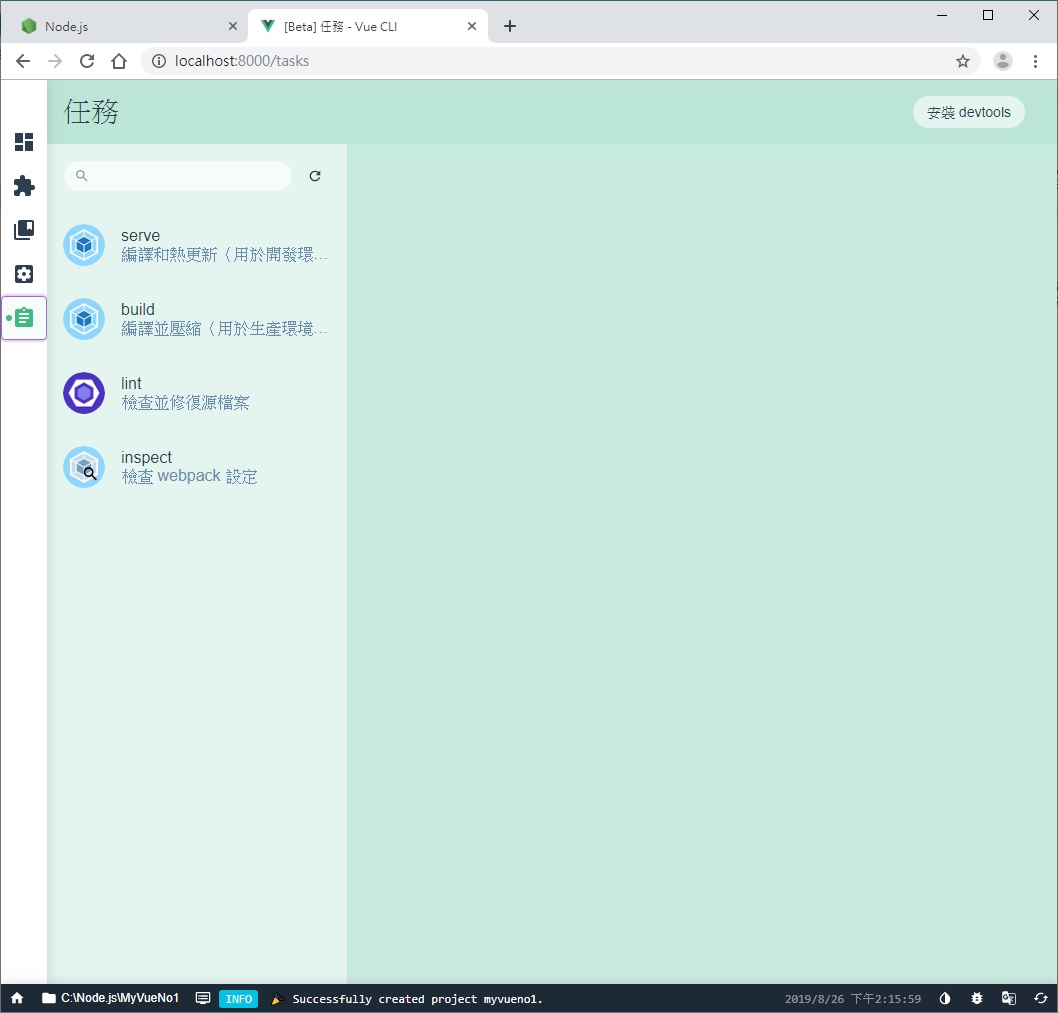 Node.js
[Beta] 任務 - Vue CLI
localhost:8000/tasks
任務
安裝 devtools
serve
編譯和熱更新（用於開發環...
build
編譯並壓縮（用於生產環境...
lint
檢查並修復源檔案
inspect
檢查 webpack 設定
C:\Node.js\MyVueNo1
INFO
Successfully created project myvueno1.
2019/8/26 下午2:15:59